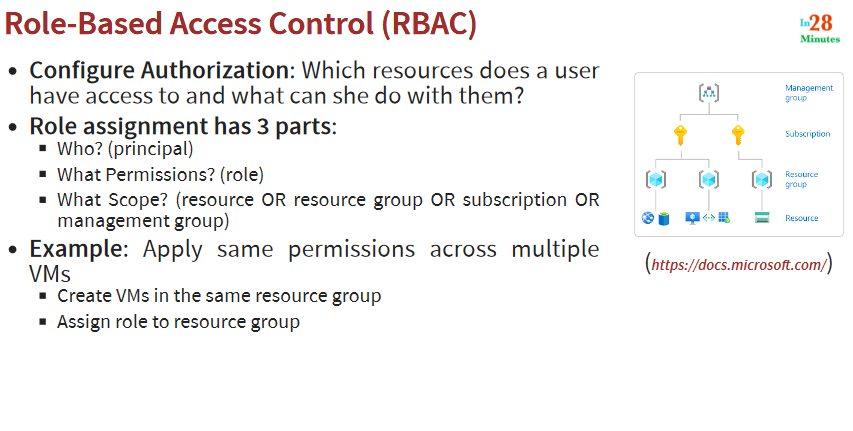 Role-Based Access Control (RBAC)
In28
Minutes
• Configure Authorization: Which resources does a user
have access to and what can she do with them?
• Role assignment has 3 parts:
▪ Who? (principal)
▪ What Permissions? (role)
▪ What Scope? (resource OR resource group OR subscription OR
management group)
• Example: Apply same permissions across multiple
VMs
▪ Create VMs in the same resource group
▪ Assign role to resource group
Management
group
Subscription
Resource
group
Resource
(https://docs.microsoft.com/)